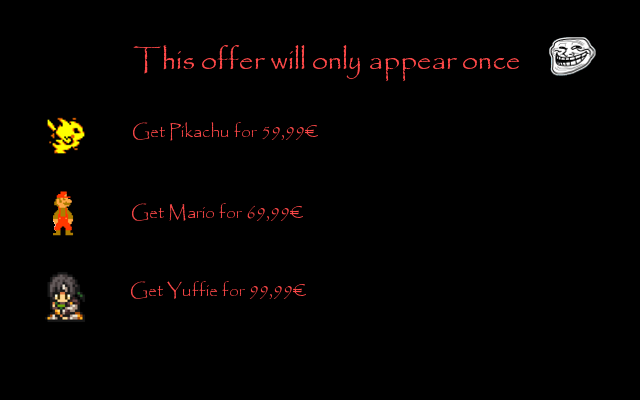 This offer will only appear once
Get Pikachu for 59,99€
Get Mario for 69,99€
Get Yuffie for 99,99€